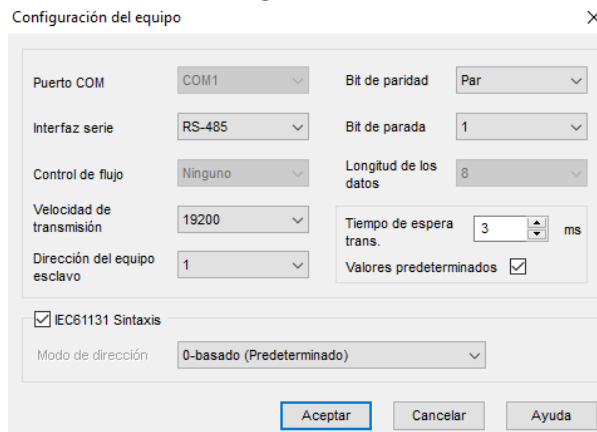 Configuración del equipo
Puerto COM
COM1
Bit de paridad
Par
Interfaz serie
RS-485
Bit de parada
1
Control de flujo
Ninguno
Longitud de los
datos
8
Velocidad de
transmisión
19200
Tiempo de espera
trans.
3
ms
Dirección del equipo
esclavo
1
Valores predeterminados
IEC61131 Sintaxis
Modo de dirección
0-basado (Predeterminado)
Aceptar
Cancelar
Ayuda